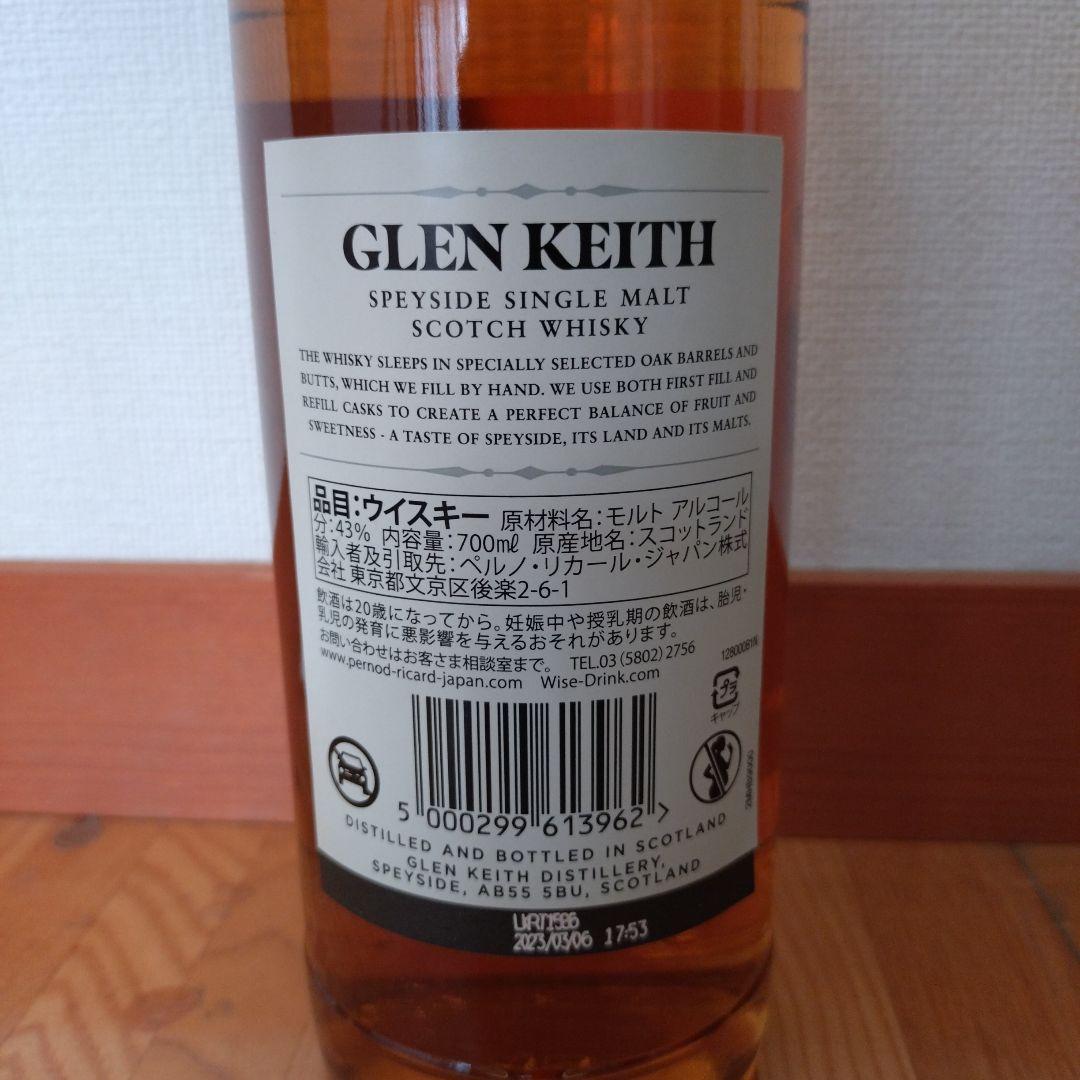 GLEN KEITH
SPEYSIDE SINGLE MALT
SCOTCH WHISKY
THE WHISKY SLEEPS IN SPECIALLY SELECTED OAK BARRELS AND
BUTTS, WHICH WE FILL BY HAND. WE USE BOTH FIRST FILL AND
REFILL CASKS TO CREATE A PERFECT BALANCE OF FRUIT AND
SWEETNESS - A TASTE OF SPEYSIDE, ITS LAND AND ITS MALTS.
品目:ウイスキー 原材料名:モルト アルコール
分:43% 内容量:700㎖ 原産地名:スコットランド
輸入者及引取先:ペルノ・リカール・ジャパン株式
会社 東京都文京区後楽2-6-1
飲酒は20歳になってから。妊娠中や授乳期の飲酒は、胎児・
乳児の発育に悪影響を与えるおそれがあります。
お問い合わせはお客さま相談室まで。 TEL.03(5802)2756
www.pernod-ricard-japan.com Wise-Drink.com
128000B1N
プラ
キャップ
5 000299 613962 >
DISTILLED AND BOTTLED IN SCOTLAND
GLEN KEITH DISTILLERY,
SPEYSIDE, AB55 5BU, SCOTLAND
2023/03/06 17:53